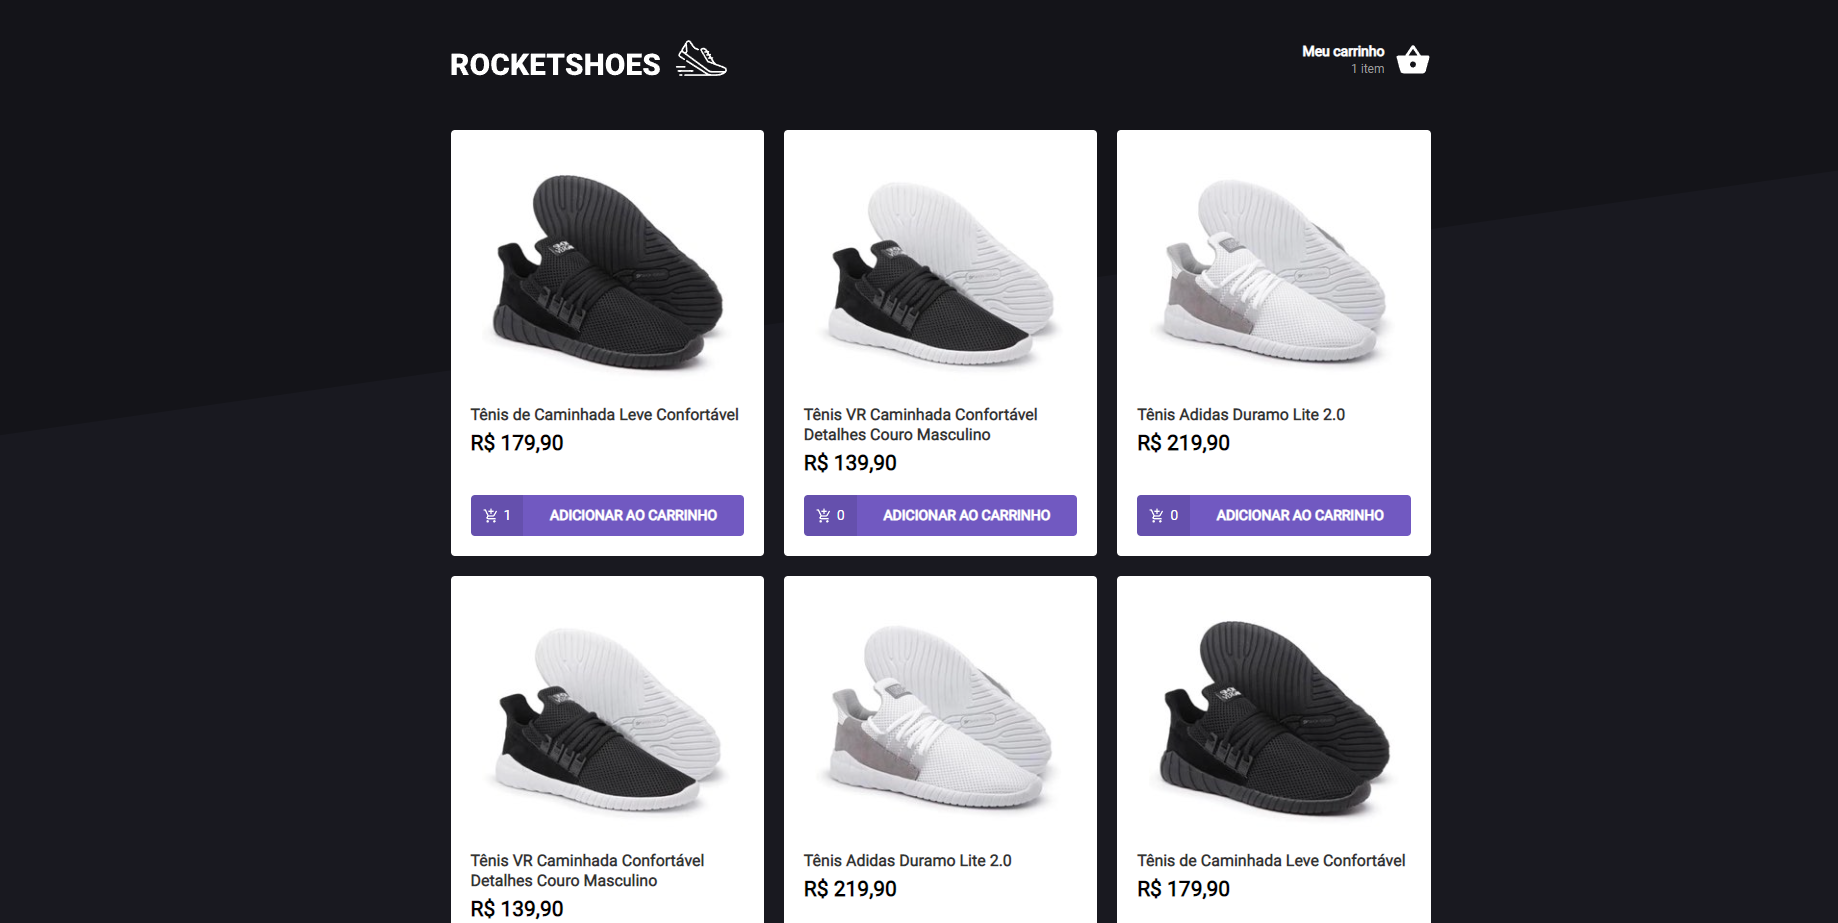 ROCKETSHOES
Meu carrinho
1 item
Tênis de Caminhada Leve Confortável
R$ 179,90
1 ADICIONAR AO CARRINHO
Tênis VR Caminhada Confortável
Detalhes Couro Masculino
R$ 139,90
0 ADICIONAR AO CARRINHO
Tênis Adidas Duramo Lite 2.0
R$ 219,90
0 ADICIONAR AO CARRINHO
Tênis VR Caminhada Confortável
Detalhes Couro Masculino
R$ 139,90
Tênis Adidas Duramo Lite 2.0
R$ 219,90
Tênis de Caminhada Leve Confortável
R$ 179,90